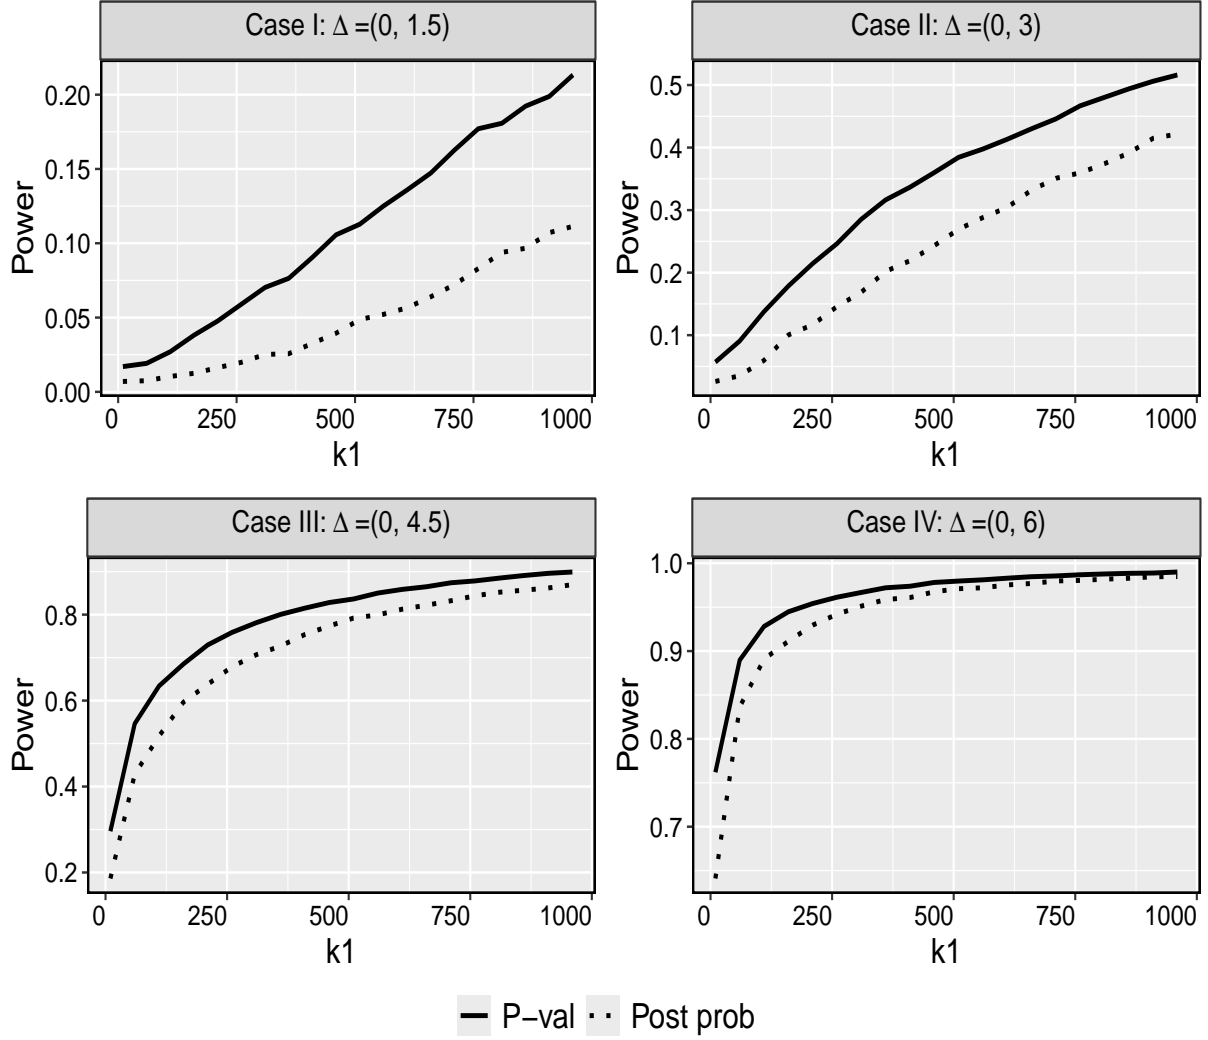 Case I: Δ =(0, 1.5)
Case II: Δ =(0, 3)
Power
0.20
0.15
0.10
0.05
0.00
0 250 500 750 1000
k1
Power
0.5
0.4
0.3
0.2
0.1
0 250 500 750 1000
k1
Case III: Δ =(0, 4.5)
Case IV: Δ =(0, 6)
Power
0.8
0.6
0.4
0.2
0 250 500 750 1000
k1
Power
1.0
0.9
0.8
0.7
0 250 500 750 1000
k1
P−val Post prob